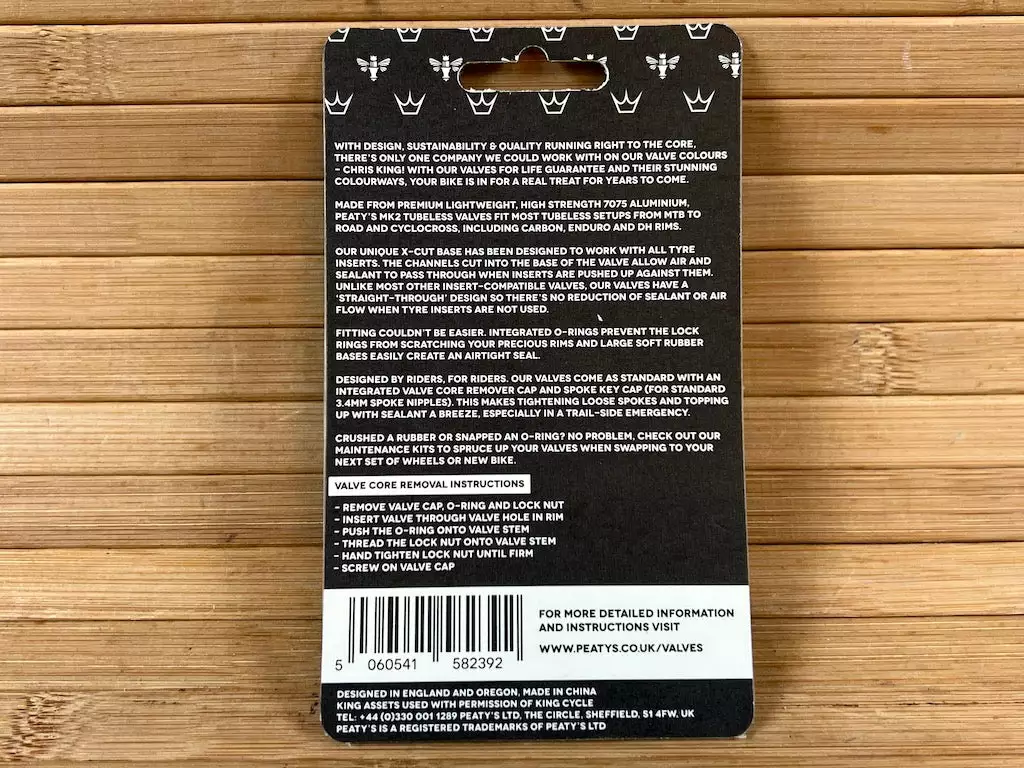 WITH DESIGN, SUSTAINABILITY & QUALITY RUNNING RIGHT TO THE CORE,
THERE'S ONLY ONE COMPANY WE COULD WORK WITH ON OUR VALVE COLOURS
– CHRIS KING! WITH OUR VALVES FOR LIFE GUARANTEE AND THEIR STUNNING
COLOURWAYS, YOUR BIKE IS IN FOR A REAL TREAT FOR YEARS TO COME.
MADE FROM PREMIUM LIGHTWEIGHT, HIGH STRENGTH 7075 ALUMINIUM,
PEATY'S MK2 TUBELESS VALVES FIT MOST TUBELESS SETUPS FROM MTB TO
ROAD AND CYCLOCROSS, INCLUDING CARBON, ENDURO AND DH RIMS.
OUR UNIQUE X-CUT BASE HAS BEEN DESIGNED TO WORK WITH ALL TYRE
INSERTS. THE CHANNELS CUT INTO THE BASE OF THE VALVE ALLOW AIR AND
SEALANT TO PASS THROUGH WHEN INSERTS ARE PUSHED UP AGAINST THEM.
UNLIKE MOST OTHER INSERT-COMPATIBLE VALVES, OUR VALVES HAVE A
'STRAIGHT-THROUGH' DESIGN SO THERE'S NO REDUCTION OF SEALANT OR AIR
FLOW WHEN TYRE INSERTS ARE NOT USED.
FITTING COULDN'T BE EASIER. INTEGRATED O-RINGS PREVENT THE LOCK
RINGS FROM SCRATCHING YOUR PRECIOUS RIMS AND LARGE SOFT RUBBER
BASES EASILY CREATE AN AIRTIGHT SEAL.
DESIGNED BY RIDERS, FOR RIDERS. OUR VALVES COME AS STANDARD WITH AN
INTEGRATED VALVE CORE REMOVER CAP AND SPOKE KEY CAP (FOR STANDARD
3.4MM SPOKE NIPPLES). THIS MAKES TIGHTENING LOOSE SPOKES AND TOPPING
UP WITH SEALANT A BREEZE, ESPECIALLY IN A TRAIL-SIDE EMERGENCY.
CRUSHED A RUBBER OR SNAPPED AN O-RING? NO PROBLEM, CHECK OUT OUR
MAINTENANCE KITS TO SPRUCE UP YOUR VALVES WHEN SWAPPING TO YOUR
NEXT SET OF WHEELS OR NEW BIKE.
VALVE CORE REMOVAL INSTRUCTIONS
– REMOVE VALVE CAP, O-RING AND LOCK NUT
– INSERT VALVE THROUGH VALVE HOLE IN RIM
– PUSH THE O-RING ONTO VALVE STEM
– THREAD THE LOCK NUT ONTO VALVE STEM
– HAND TIGHTEN LOCK NUT UNTIL FIRM
– SCREW ON VALVE CAP
5 060541 582392
FOR MORE DETAILED INFORMATION
AND INSTRUCTIONS VISIT
WWW.PEATYS.CO.UK/VALVES
DESIGNED IN ENGLAND AND OREGON, MADE IN CHINA
KING ASSETS USED WITH PERMISSION OF KING CYCLE
TEL: +44 (0)330 001 1289 PEATY'S LTD, THE CIRCLE, SHEFFIELD, S1 4FW, UK
PEATY'S IS A REGISTERED TRADEMARKS OF PEATY'S LTD